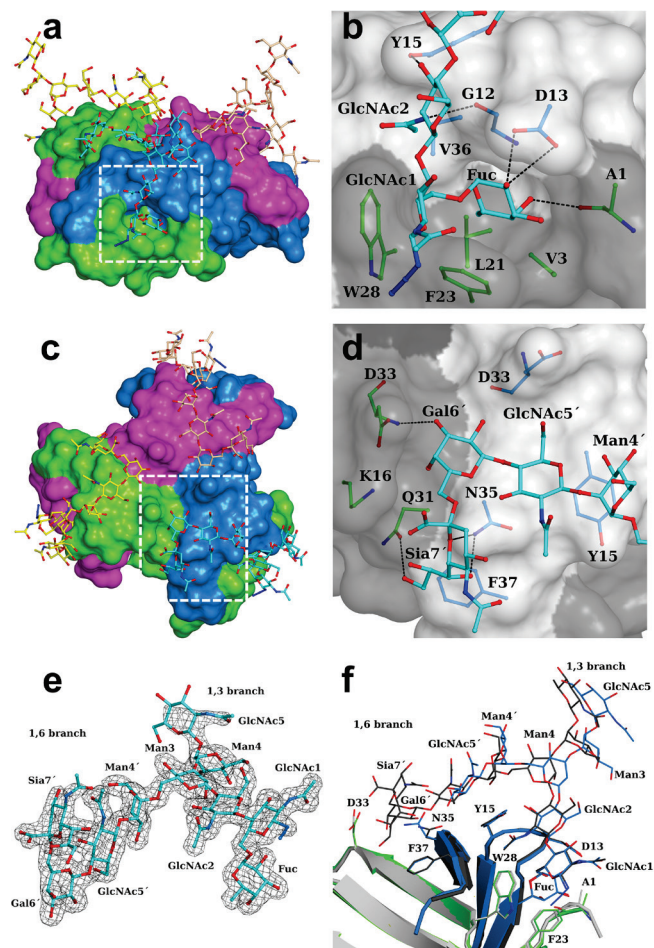 a
b
Y15
G12
D13
GlcNAc2
V36
A1
GlcNAc1
Fuc
L21
V3
W28
F23
c
d
D33
D33
Gal6´
GlcNAc5´
Man4´
K16
Q31
N35
Sia7´
Y15
F37
e
1,3 branch
GlcNAc5
1,6 branch
Man3
Man4´
Man4
Sia7´
GlcNAc1
GlcNAc2
GlcNAc5´
Fuc
Gal6´
f
1,3 branch
GlcNAc5
1,6 branch
Man4´
Man4
GlcNAc5´
Sia7´
Man3
Gal6´
D33
GlcNAc2
N35
Y15
F37
D13
W28
GlcNAc1
Fuc
A1
F23